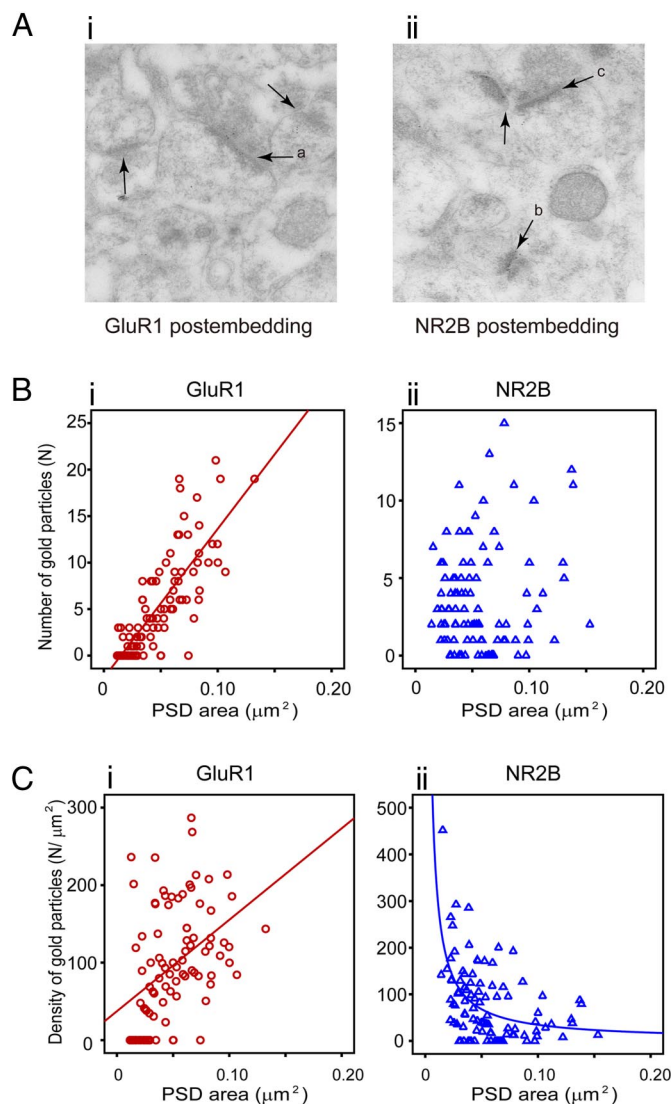 A
i
ii
a
c
b
GluR1 postembedding
NR2B postembedding
B
i
GluR1
ii
NR2B
Number of gold particles (N)
25
20
15
10
5
0
15
10
5
0
0
0.10
0.20
0
0.10
0.20
PSD area (μm²)
PSD area (μm²)
C
i
GluR1
ii
NR2B
Density of gold particles (N/ μm²)
300
200
100
0
500
400
300
200
100
0
0
0.10
0.20
0
0.10
0.20
PSD area (μm²)
PSD area (μm²)